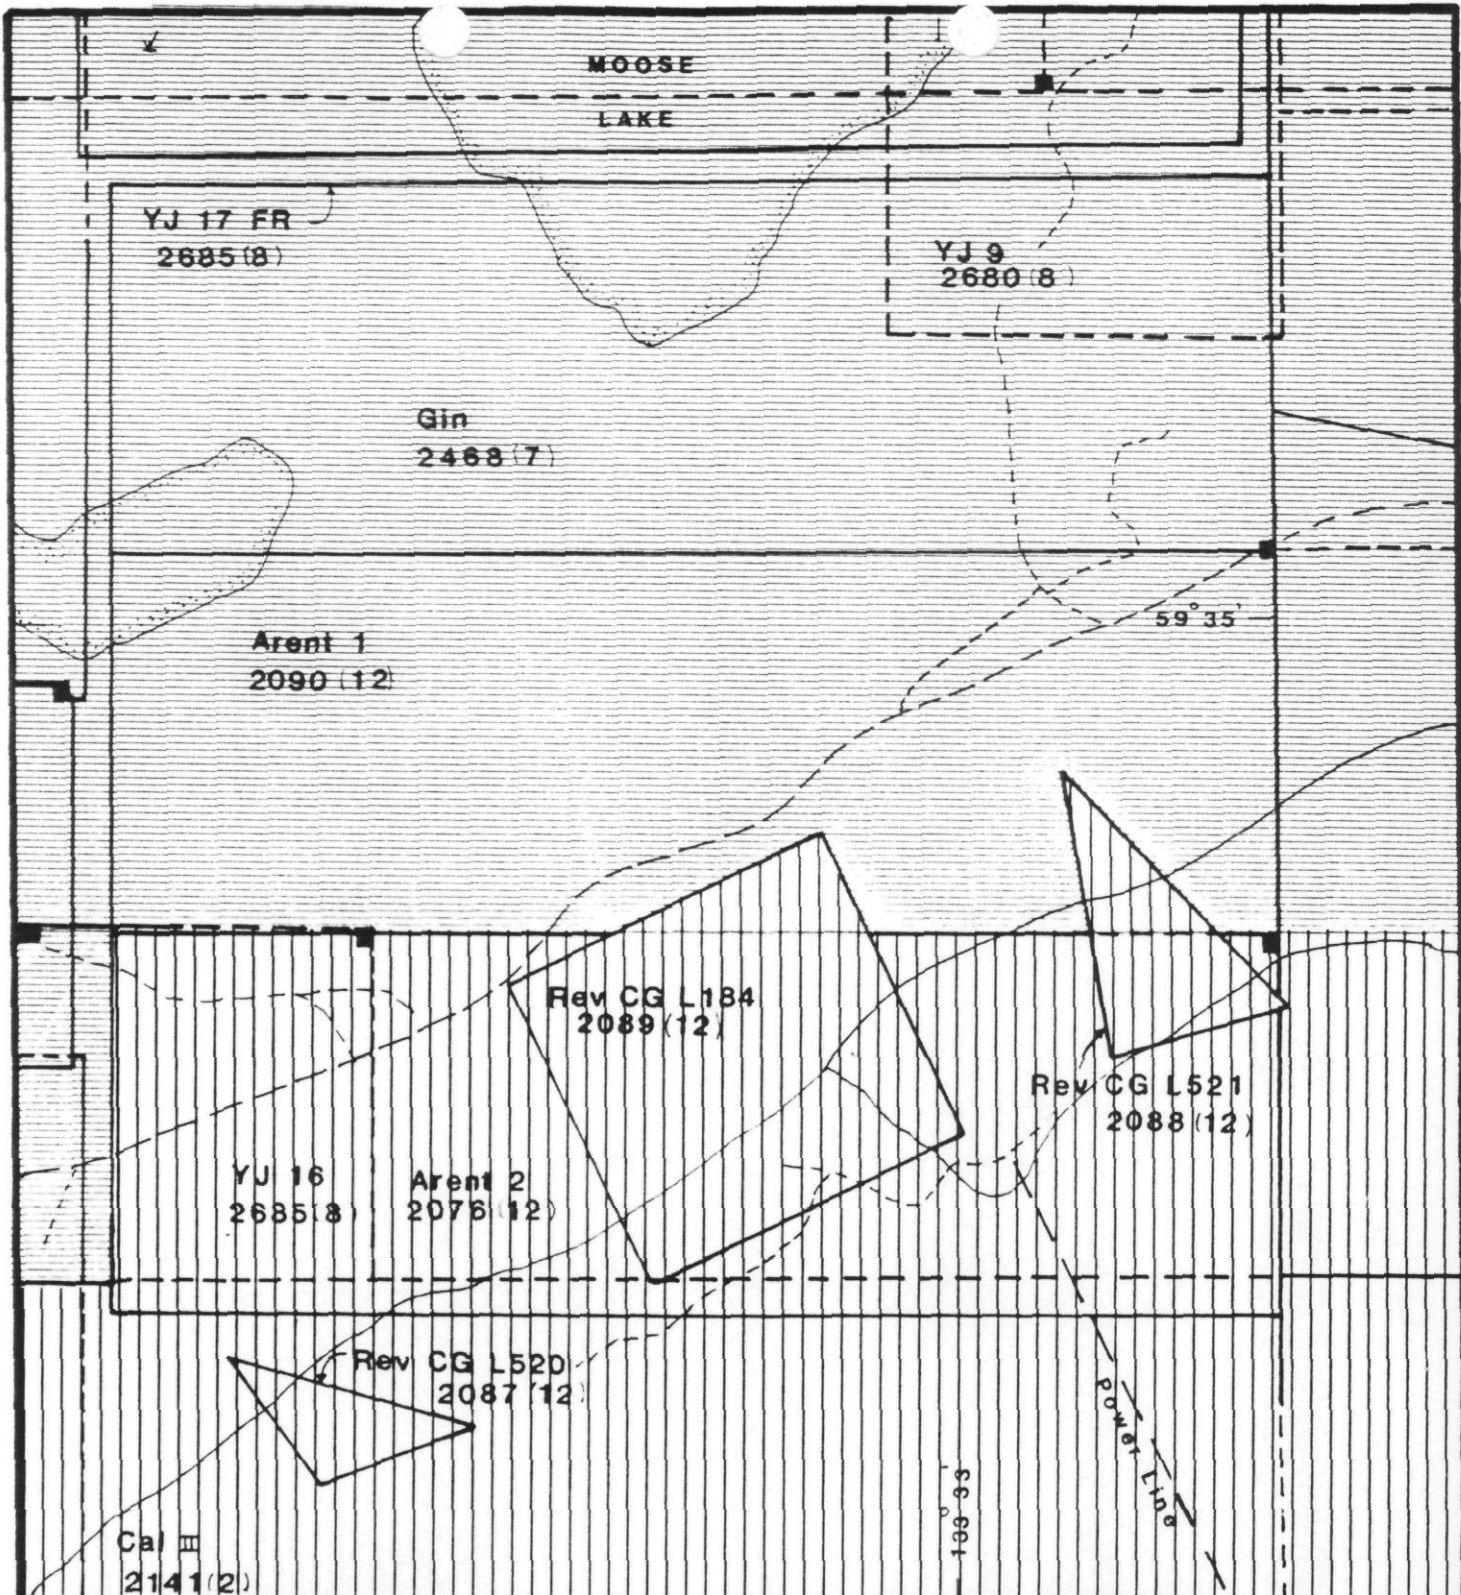 MOOSE
LAKE
YJ 17 FR
2685(8)
YJ 9
2680(8)
Gin
2468(7)
59°35'
Arent 1
2090(12)
Rev CG L184
2089(12)
Rev CG L521
2088(12)
YJ 16
2685(8)
Arent 2
2076(12)
Rev CG L520
2087(12)
Power Line
133° 33'
Cal III
2141(2)